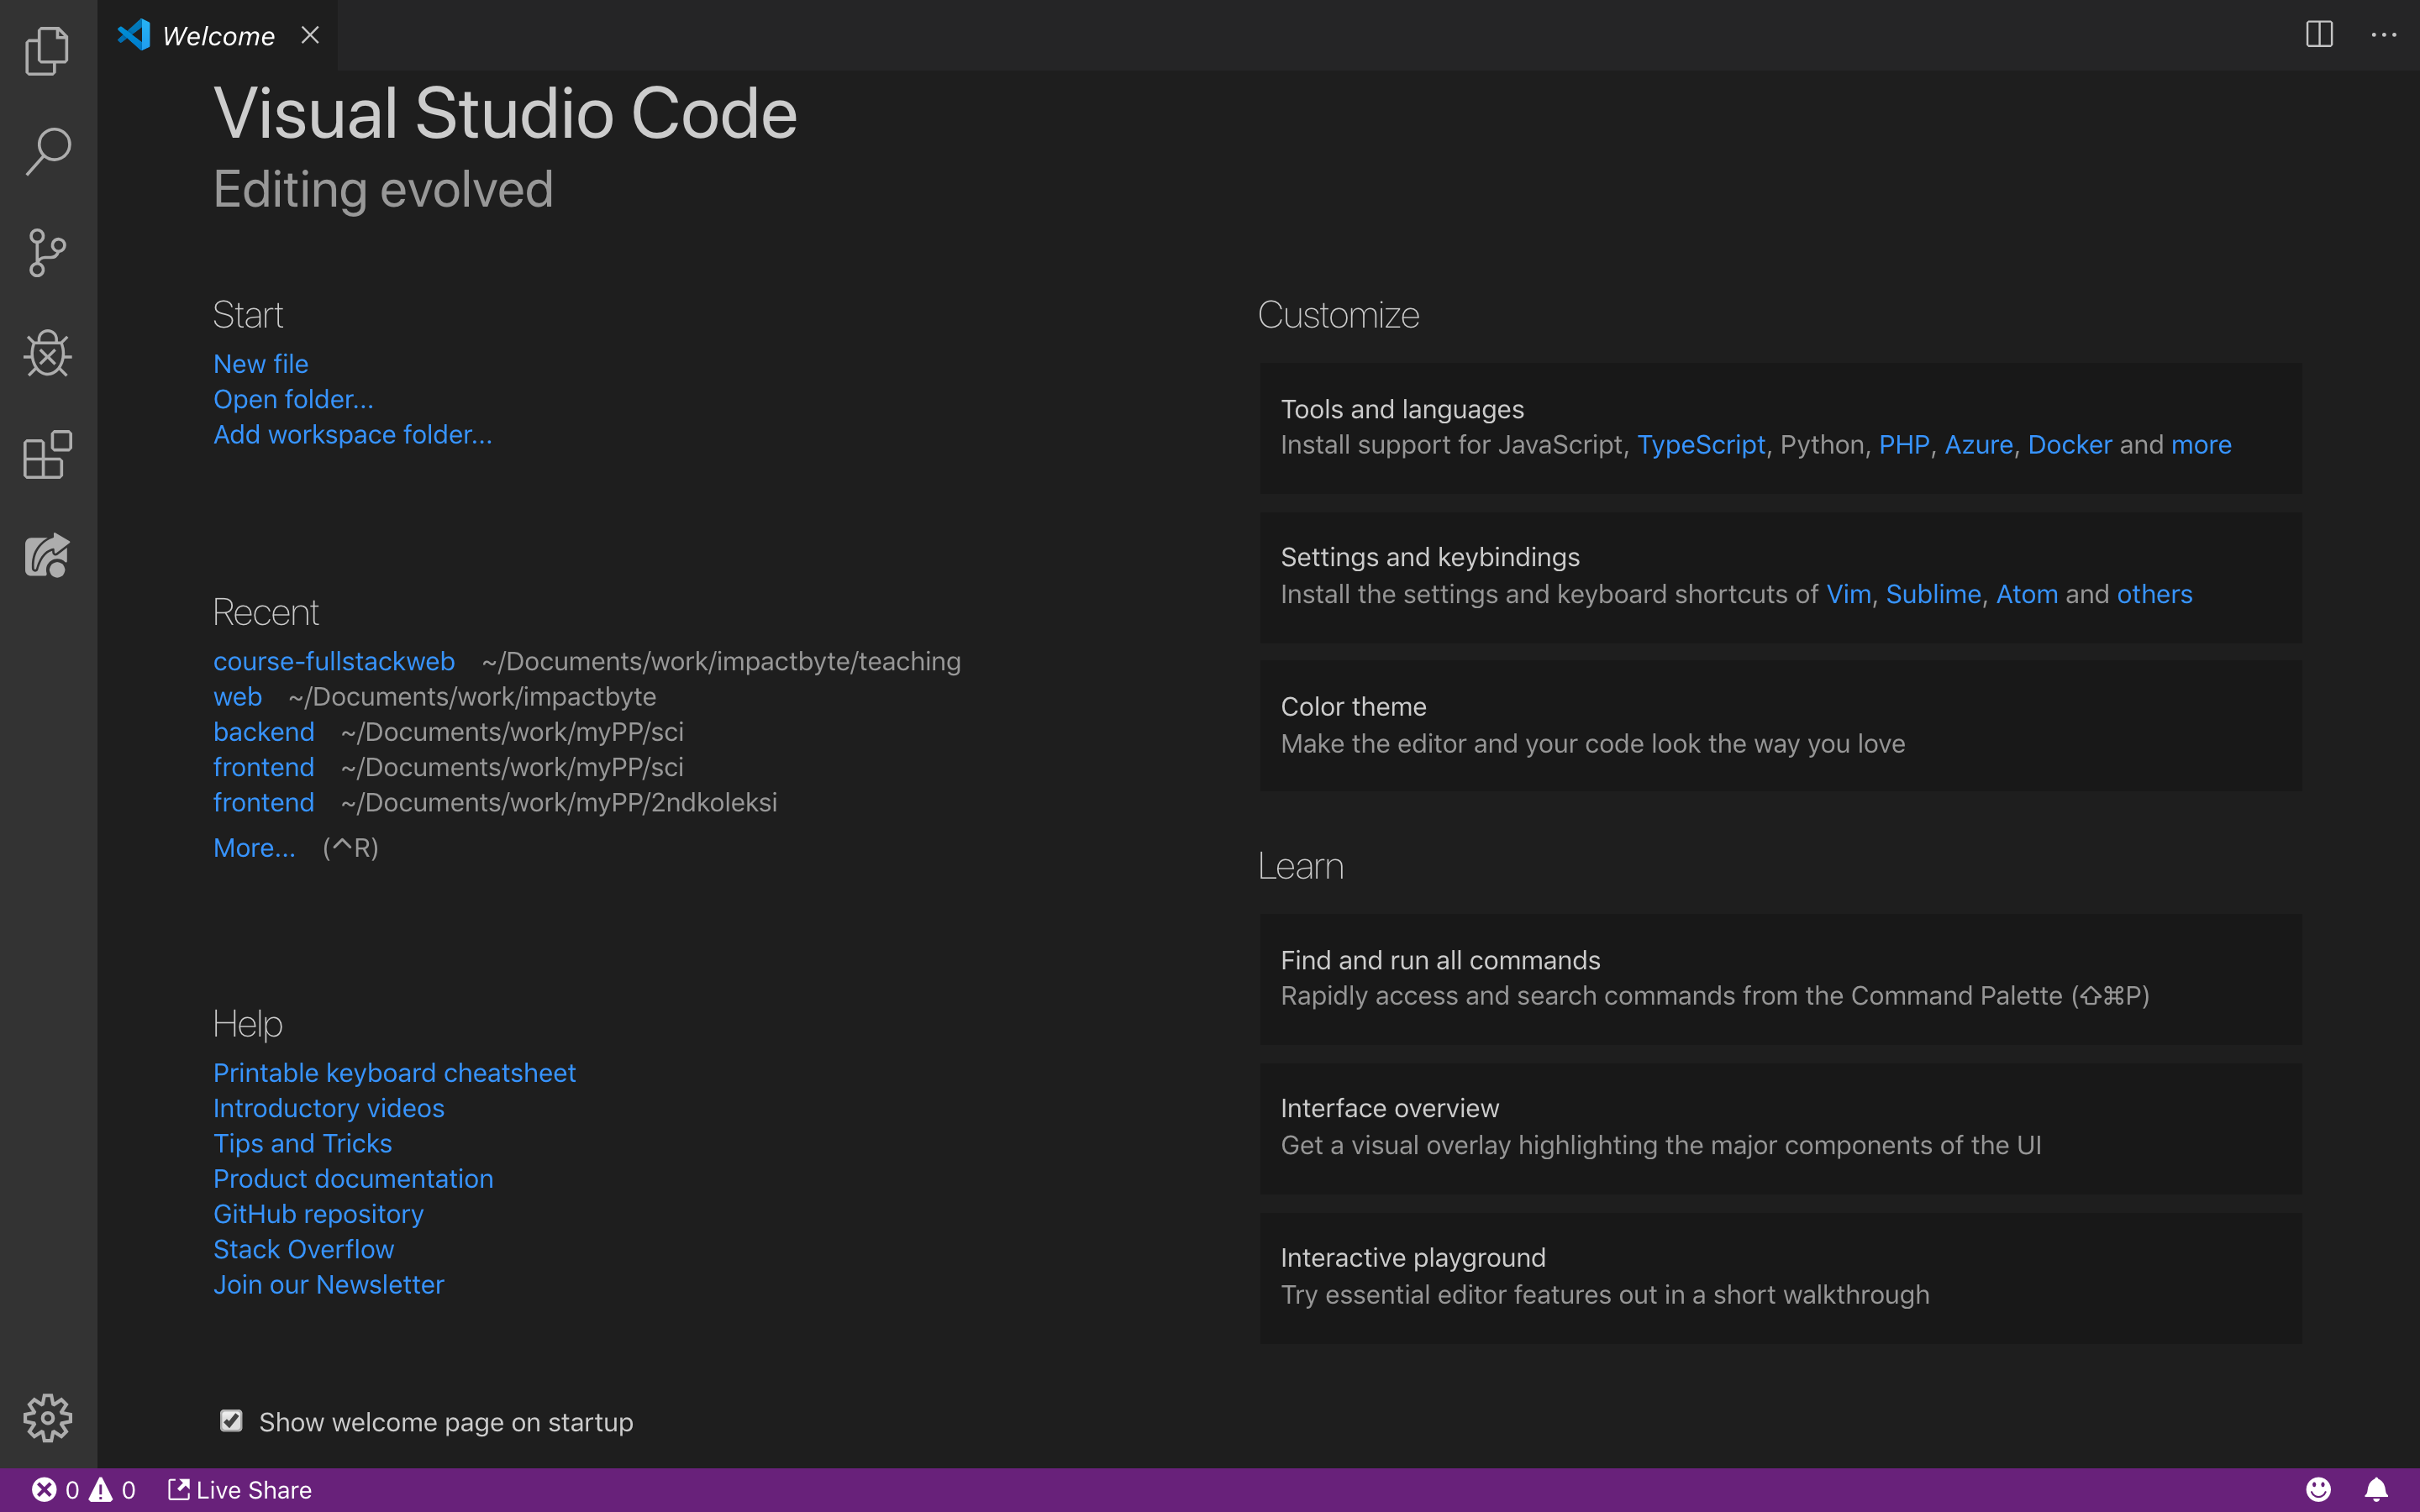 Welcome
Visual Studio Code
Editing evolved
Start
New file
Open folder...
Add workspace folder...
Recent
course-fullstackweb ~/Documents/work/impactbyte/teaching
web ~/Documents/work/impactbyte
backend ~/Documents/work/myPP/sci
frontend ~/Documents/work/myPP/sci
frontend ~/Documents/work/myPP/2ndkoleksi
More... (^R)
Help
Printable keyboard cheatsheet
Introductory videos
Tips and Tricks
Product documentation
GitHub repository
Stack Overflow
Join our Newsletter
Show welcome page on startup
Customize
Tools and languages
Install support for JavaScript, TypeScript, Python, PHP, Azure, Docker and more
Settings and keybindings
Install the settings and keyboard shortcuts of Vim, Sublime, Atom and others
Color theme
Make the editor and your code look the way you love
Learn
Find and run all commands
Rapidly access and search commands from the Command Palette (⇧⌘P)
Interface overview
Get a visual overlay highlighting the major components of the UI
Interactive playground
Try essential editor features out in a short walkthrough
0 0 Live Share